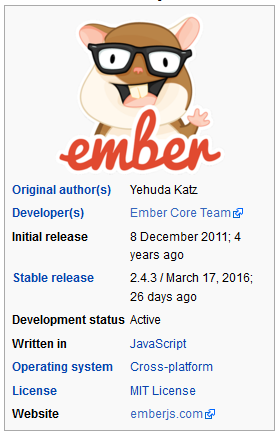 ember
Original author(s) Yehuda Katz
Developer(s) Ember Core Team
Initial release 8 December 2011; 4
years ago
Stable release 2.4.3 / March 17, 2016;
26 days ago
Development status Active
Written in JavaScript
Operating system Cross-platform
License MIT License
Website emberjs.com